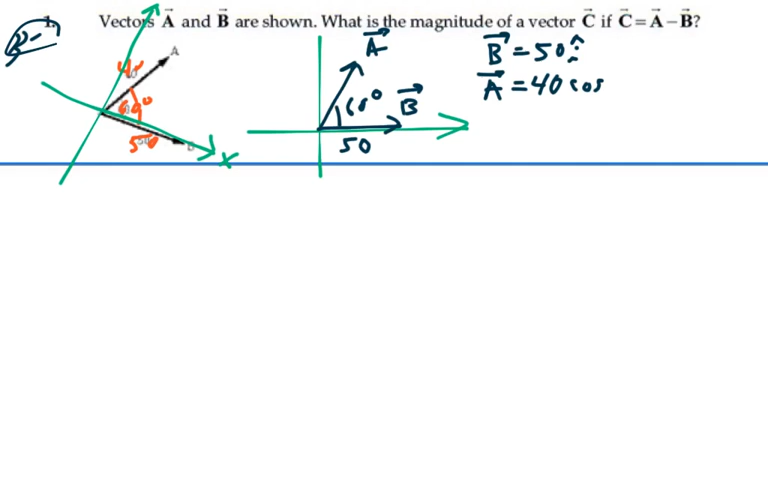 1. Vectors A⃗ and B⃗ are shown. What is the magnitude of a vector C⃗ if C⃗ = A⃗ – B⃗?
A
40
60°
50
x
A⃗
60°
B⃗
50
B⃗ = 50 î
A⃗ = 40 cos